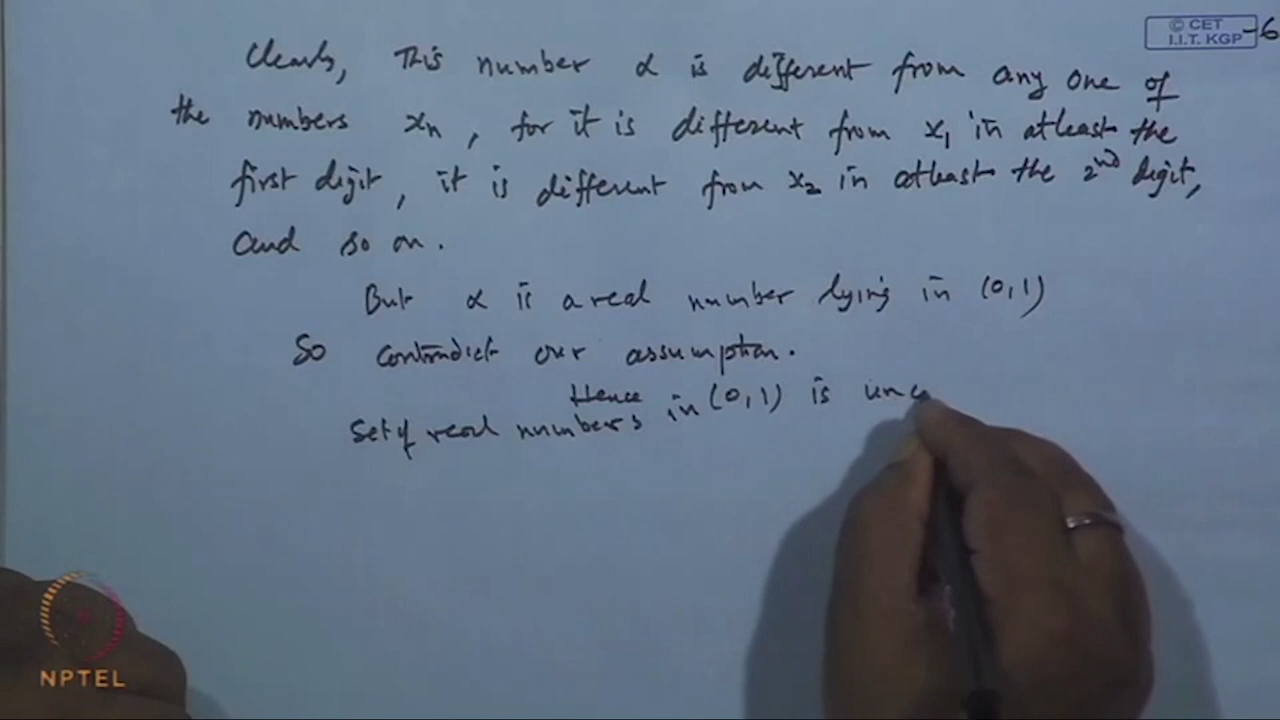 © CET
I.I.T. KGP -6
Clearly, This number α is different from any one of
the numbers xn, for it is different from x1 in atleast the
first digit, it is different from x2 in atleast the 2nd digit,
and so on.
But α is a real number lying in (0,1)
So contradict our assumption.
Hence
Set of real numbers in (0,1) is unc
NPTEL